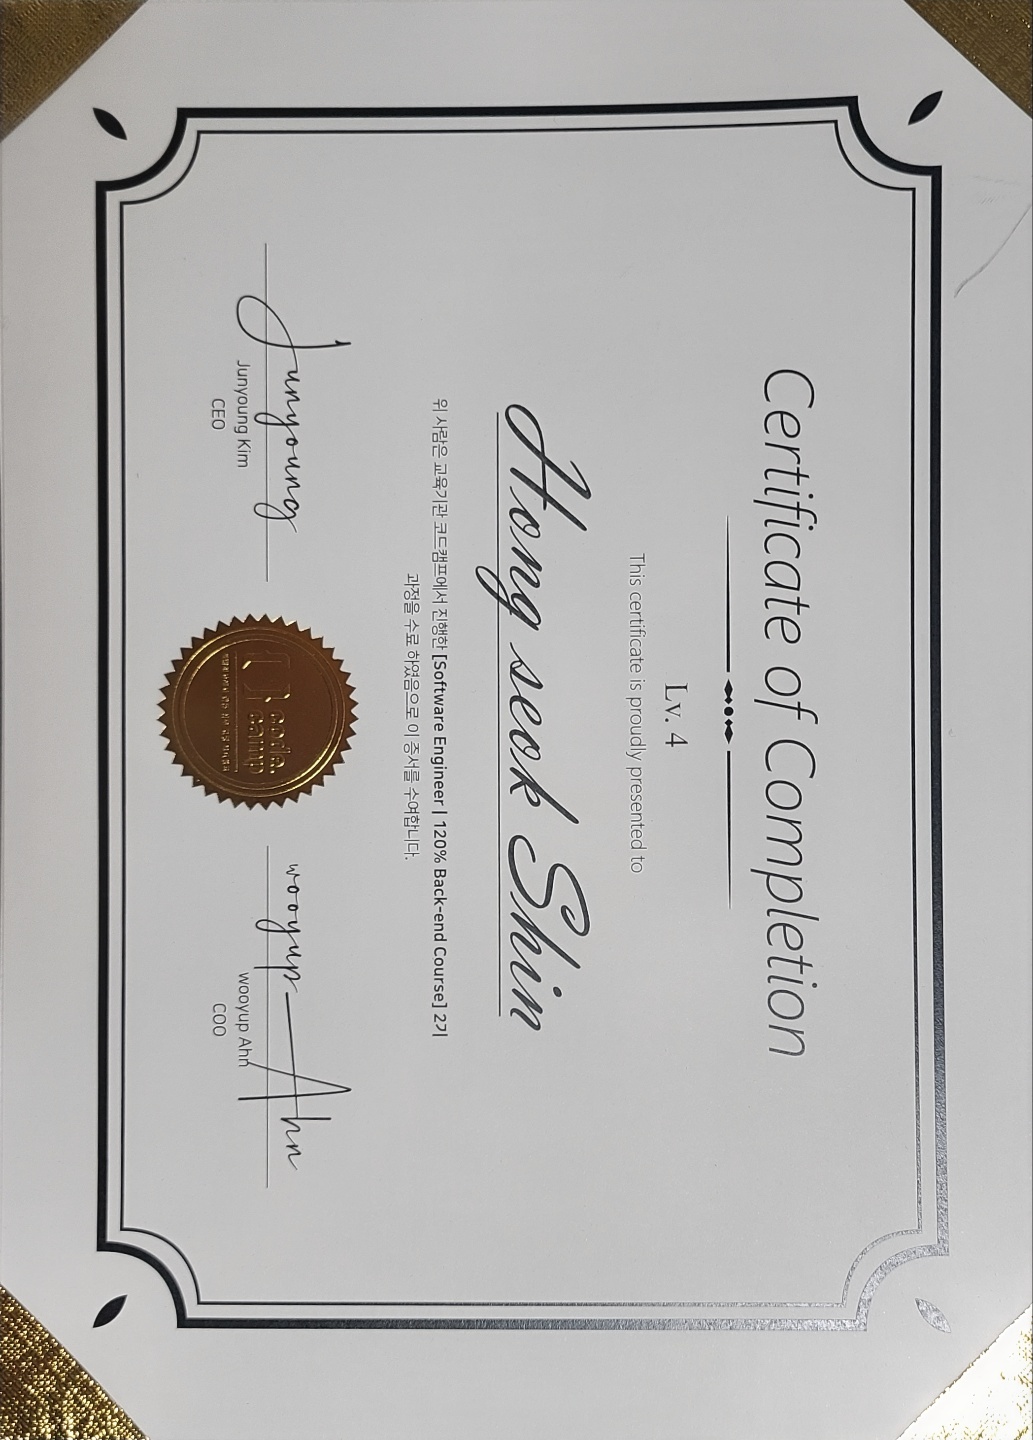 Certificate of Completion
Lv. 4
This certificate is proudly presented to
Hong seok Shin
위 사람은 교육기관 코드캠프에서 진행한 [Software Engineer | 120% Back-end Course] 2기
과정을 수료 하였음으로 이 증서를 수여합니다.
Junyoung
Junyoung Kim
CEO
code.
camp
wooyup Ahn
wooyup Ahn
COO